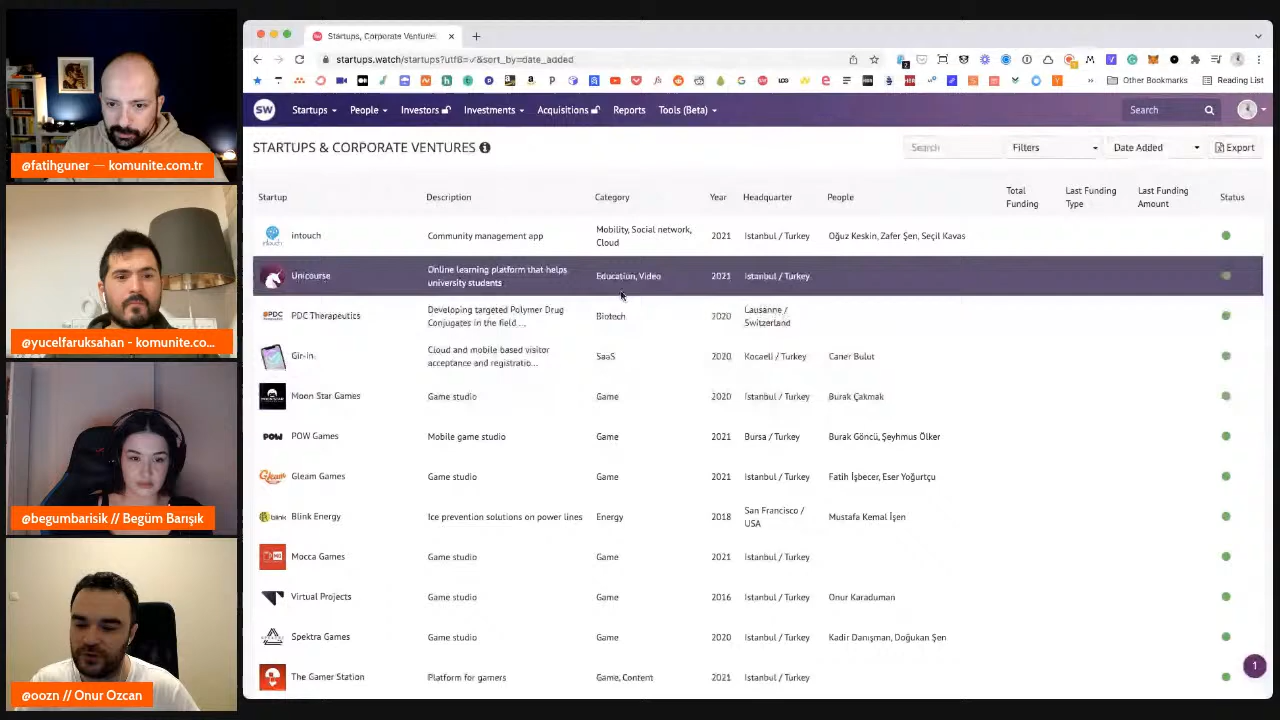 @fatihguner — komunite.com.tr
@yucelfaruksahan - komunite.co...
@begumbarisik // Begüm Barışık
@oozn // Onur Ozcan
Startups, Corporate Ventures
startups.watch/startups?utf8=✓&sort_by=date_added
Other Bookmarks
Reading List
SW
Startups
People
Investors
Investments
Acquisitions
Reports
Tools (Beta)
Search
STARTUPS & CORPORATE VENTURES
Search
Filters
Date Added
Export
Startup
Description
Category
Year
Headquarter
People
Total
Funding
Last Funding
Type
Last Funding
Amount
Status
intouch
Community management app
Mobility, Social network,
Cloud
2021
Istanbul / Turkey
Oğuz Keskin, Zafer Şen, Seçil Kavas
Unicourse
Online learning platform that helps
university students
Education, Video
2021
Istanbul / Turkey
PDC Therapeutics
Developing targeted Polymer Drug
Conjugates in the field ...
Biotech
2020
Lausanne /
Switzerland
Gir-in
Cloud and mobile based visitor
acceptance and registratio...
SaaS
2020
Kocaeli / Turkey
Caner Bulut
Moon Star Games
Game studio
Game
2020
Istanbul / Turkey
Burak Çakmak
POW
POW Games
Mobile game studio
Game
2021
Bursa / Turkey
Burak Göncü, Şeyhmus Ölker
Gleam
Gleam Games
Game studio
Game
2021
Istanbul / Turkey
Fatih İşbecer, Eser Yoğurtçu
blink
Blink Energy
Ice prevention solutions on power lines
Energy
2018
San Francisco /
USA
Mustafa Kemal İşen
Mocca Games
Game studio
Game
2021
Istanbul / Turkey
Virtual Projects
Game studio
Game
2016
Istanbul / Turkey
Onur Karaduman
Spektra Games
Game studio
Game
2020
Istanbul / Turkey
Kadir Danışman, Doğukan Şen
The Gamer Station
Platform for gamers
Game, Content
2021
Istanbul / Turkey
1